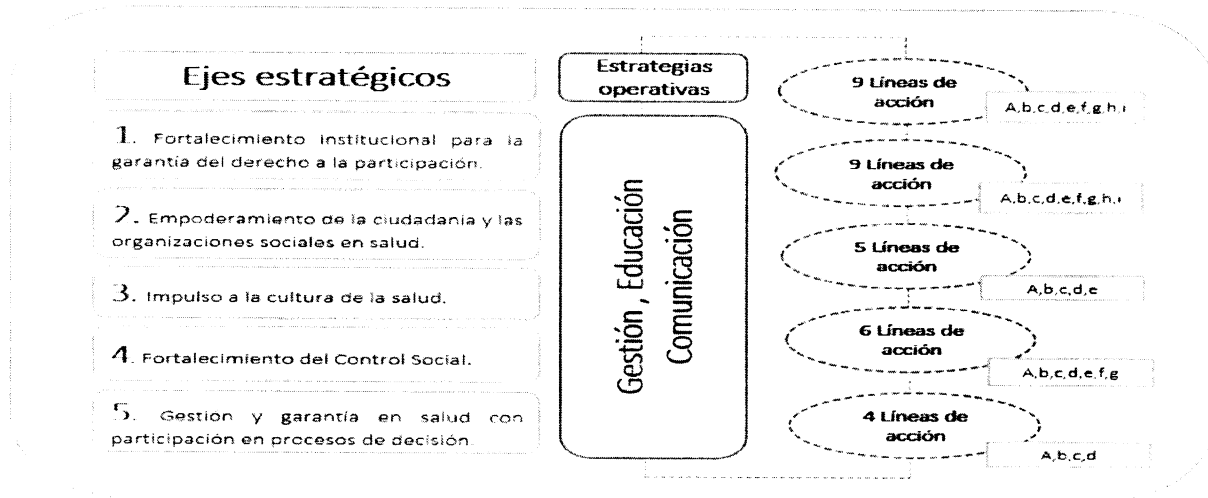 Ejes estratégicos
1. Fortalecimiento institucional para la
garantía del derecho a la participación.
2. Empoderamiento de la ciudadania y las
organizaciones sociales en salud.
3. Impulso a la cultura de la salud.
4. Fortalecimiento del Control Social.
5. Gestion y garantía en salud con
participación en procesos de decisión.
Estrategias
operativas
Gestión , Educación
Comunicación
9 Líneas de
acción
A,b,c,d,e,f,g,h,i
9 Líneas de
acción
A,b,c,d,e,f,g,h,i
5 Líneas de
acción
A,b,c,d,e
6 Líneas de
acción
A,b,c,d,e,f,g
4 Líneas de
acción
A,b,c,d